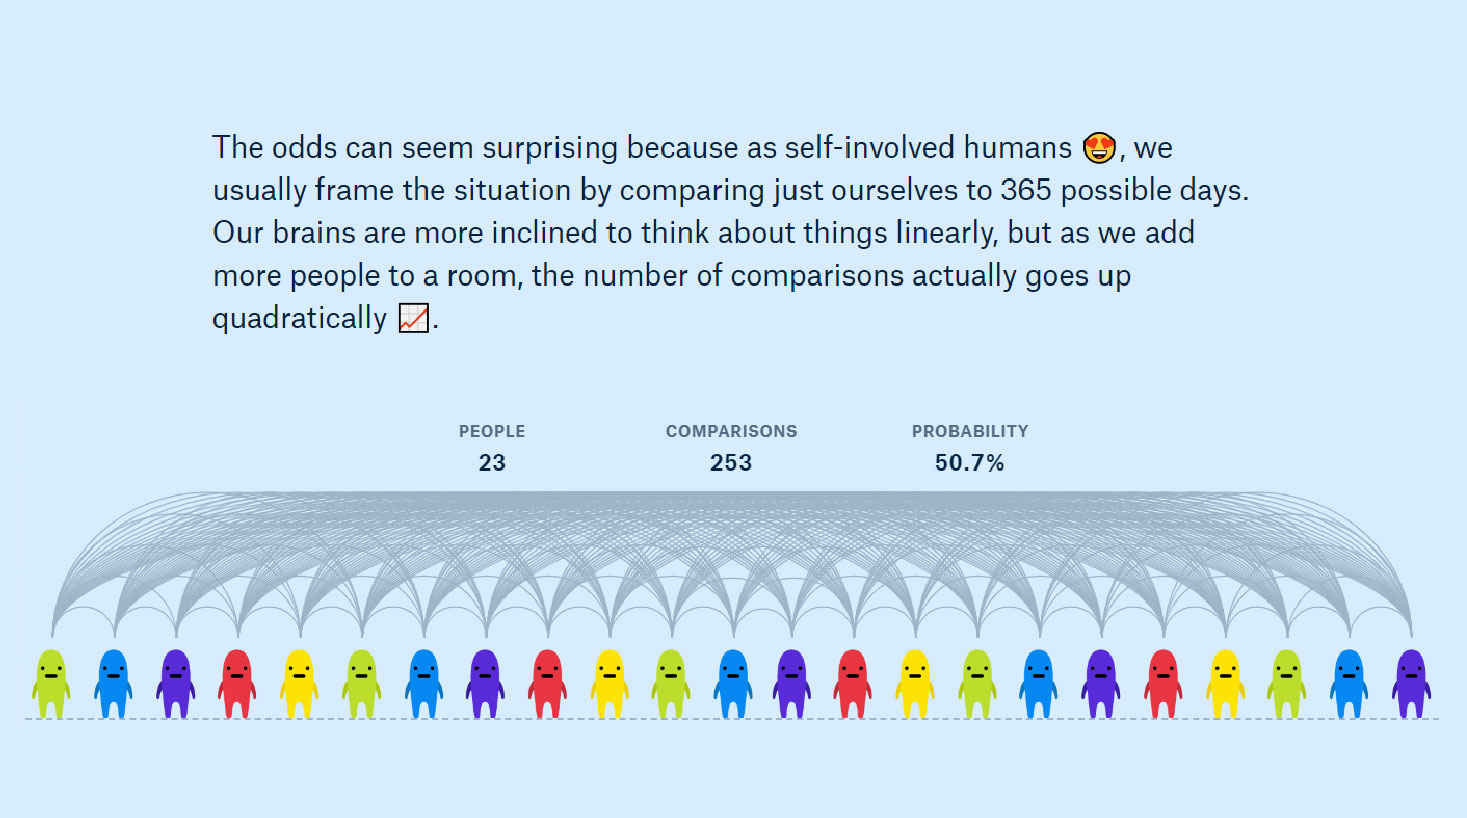 The odds can seem surprising because as self-involved humans 😍, we
usually frame the situation by comparing just ourselves to 365 possible days.
Our brains are more inclined to think about things linearly, but as we add
more people to a room, the number of comparisons actually goes up
quadratically 📈.
PEOPLE COMPARISONS PROBABILITY
23 253 50.7%